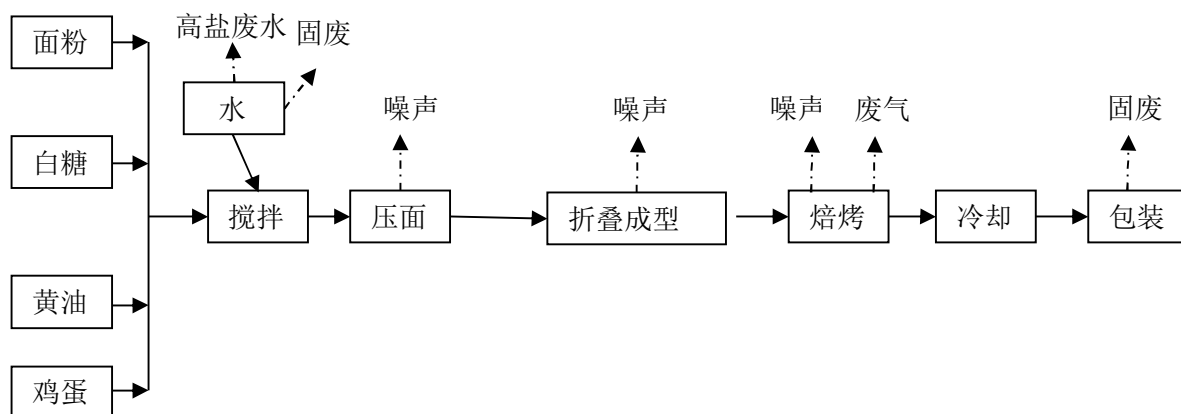 高盐废水
固废
面粉
水
噪声
噪声
噪声
废气
固废
白糖
搅拌
压面
折叠成型
焙烤
冷却
包装
黄油
鸡蛋